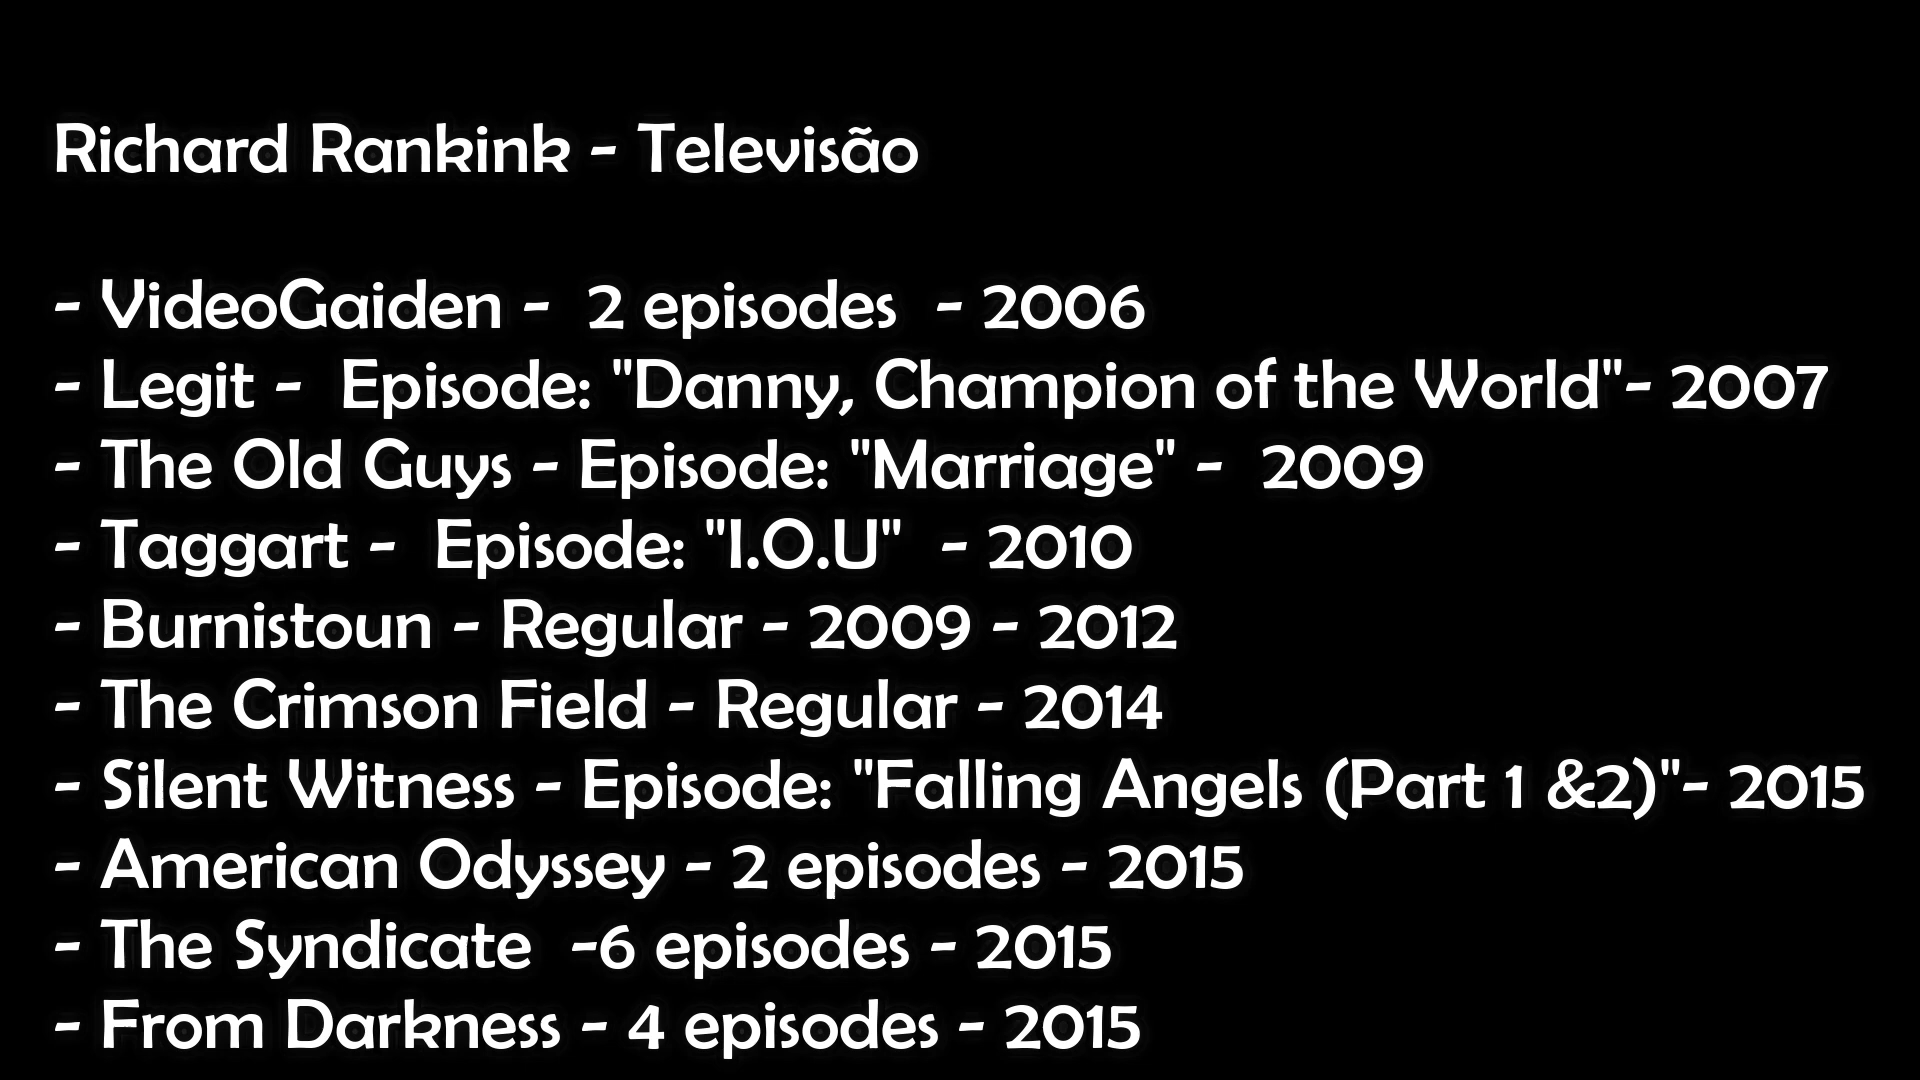 Richard Rankink - Televisão
- VideoGaiden -  2 episodes  - 2006
- Legit -  Episode: "Danny, Champion of the World"- 2007
- The Old Guys - Episode: "Marriage" -  2009
- Taggart -  Episode: "I.O.U"  - 2010
- Burnistoun - Regular - 2009 - 2012
- The Crimson Field - Regular - 2014
- Silent Witness - Episode: "Falling Angels (Part 1 &2)"- 2015
- American Odyssey - 2 episodes - 2015
- The Syndicate  -6 episodes - 2015
- From Darkness - 4 episodes - 2015